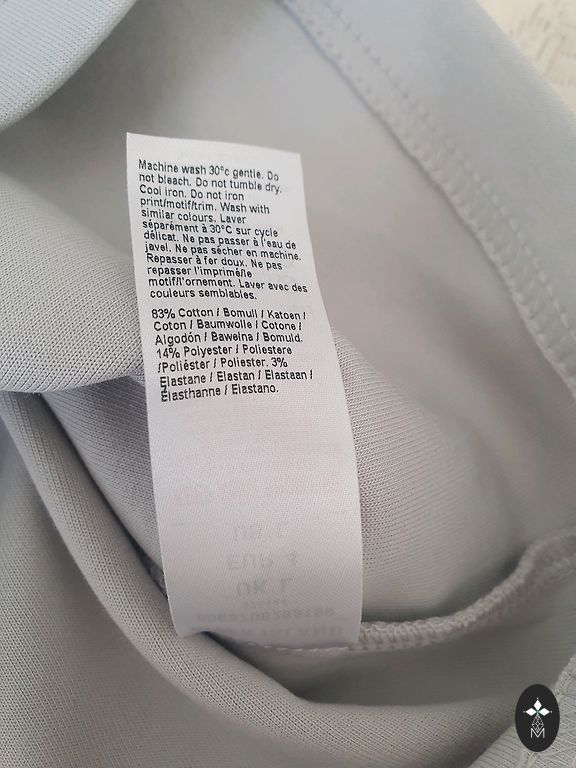 Machine wash 30°c gentle. Do
not bleach. Do not tumble dry.
Cool iron. Do not iron
print/motif/trim. Wash with
similar colours. Laver
séparément à 30°C sur cycle
délicat. Ne pas passer à l'eau de
javel. Ne pas sécher en machine.
Repasser à fer doux. Ne pas
repasser l'imprimé/le
motif/l'ornement. Laver avec des
couleurs semblables.
83% Cotton / Bomull / Katoen /
Coton / Baumwolle / Cotone /
Algodón / Bawelna / Bomuld.
14% Polyester / Poliestere
/Poliéster / Poliester. 3%
Elastane / Elastan / Elastaan /
Elasthanne / Elastano.
M